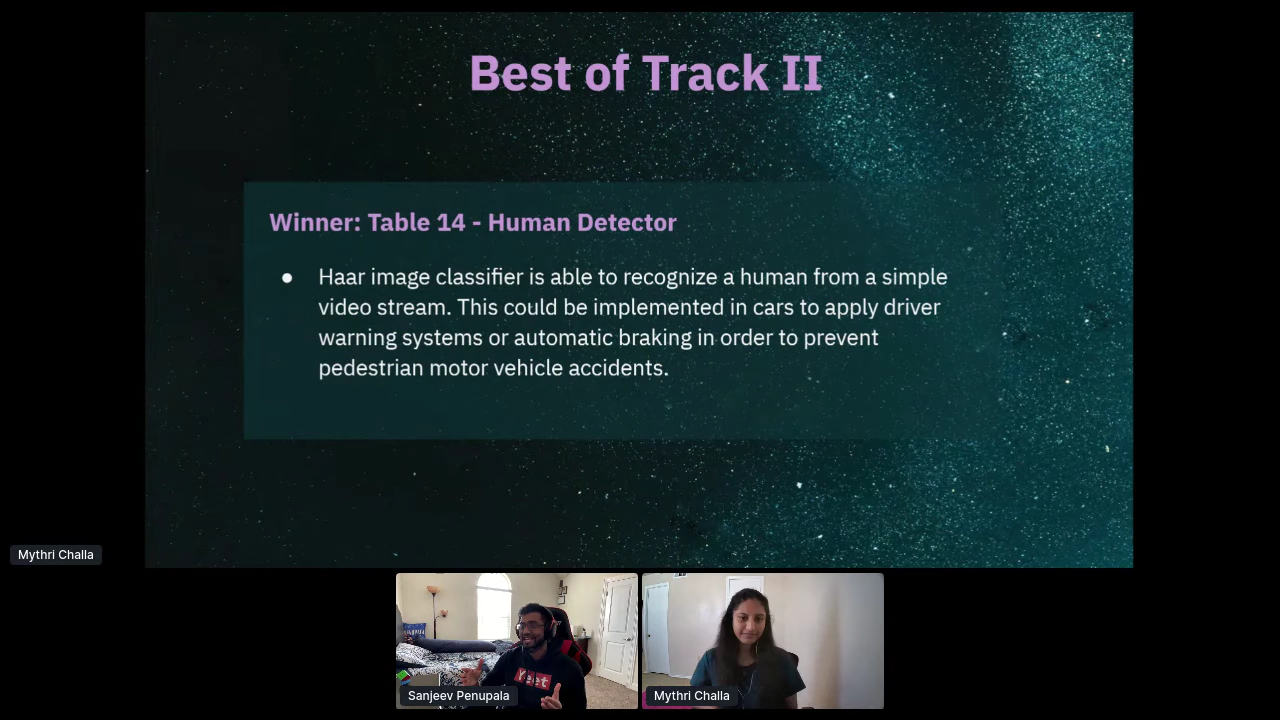 Best of Track II
Winner: Table 14 - Human Detector
● Haar image classifier is able to recognize a human from a simple
video stream. This could be implemented in cars to apply driver
warning systems or automatic braking in order to prevent
pedestrian motor vehicle accidents.
Mythri Challa
Yeet
Sanjeev Penupala
Mythri Challa